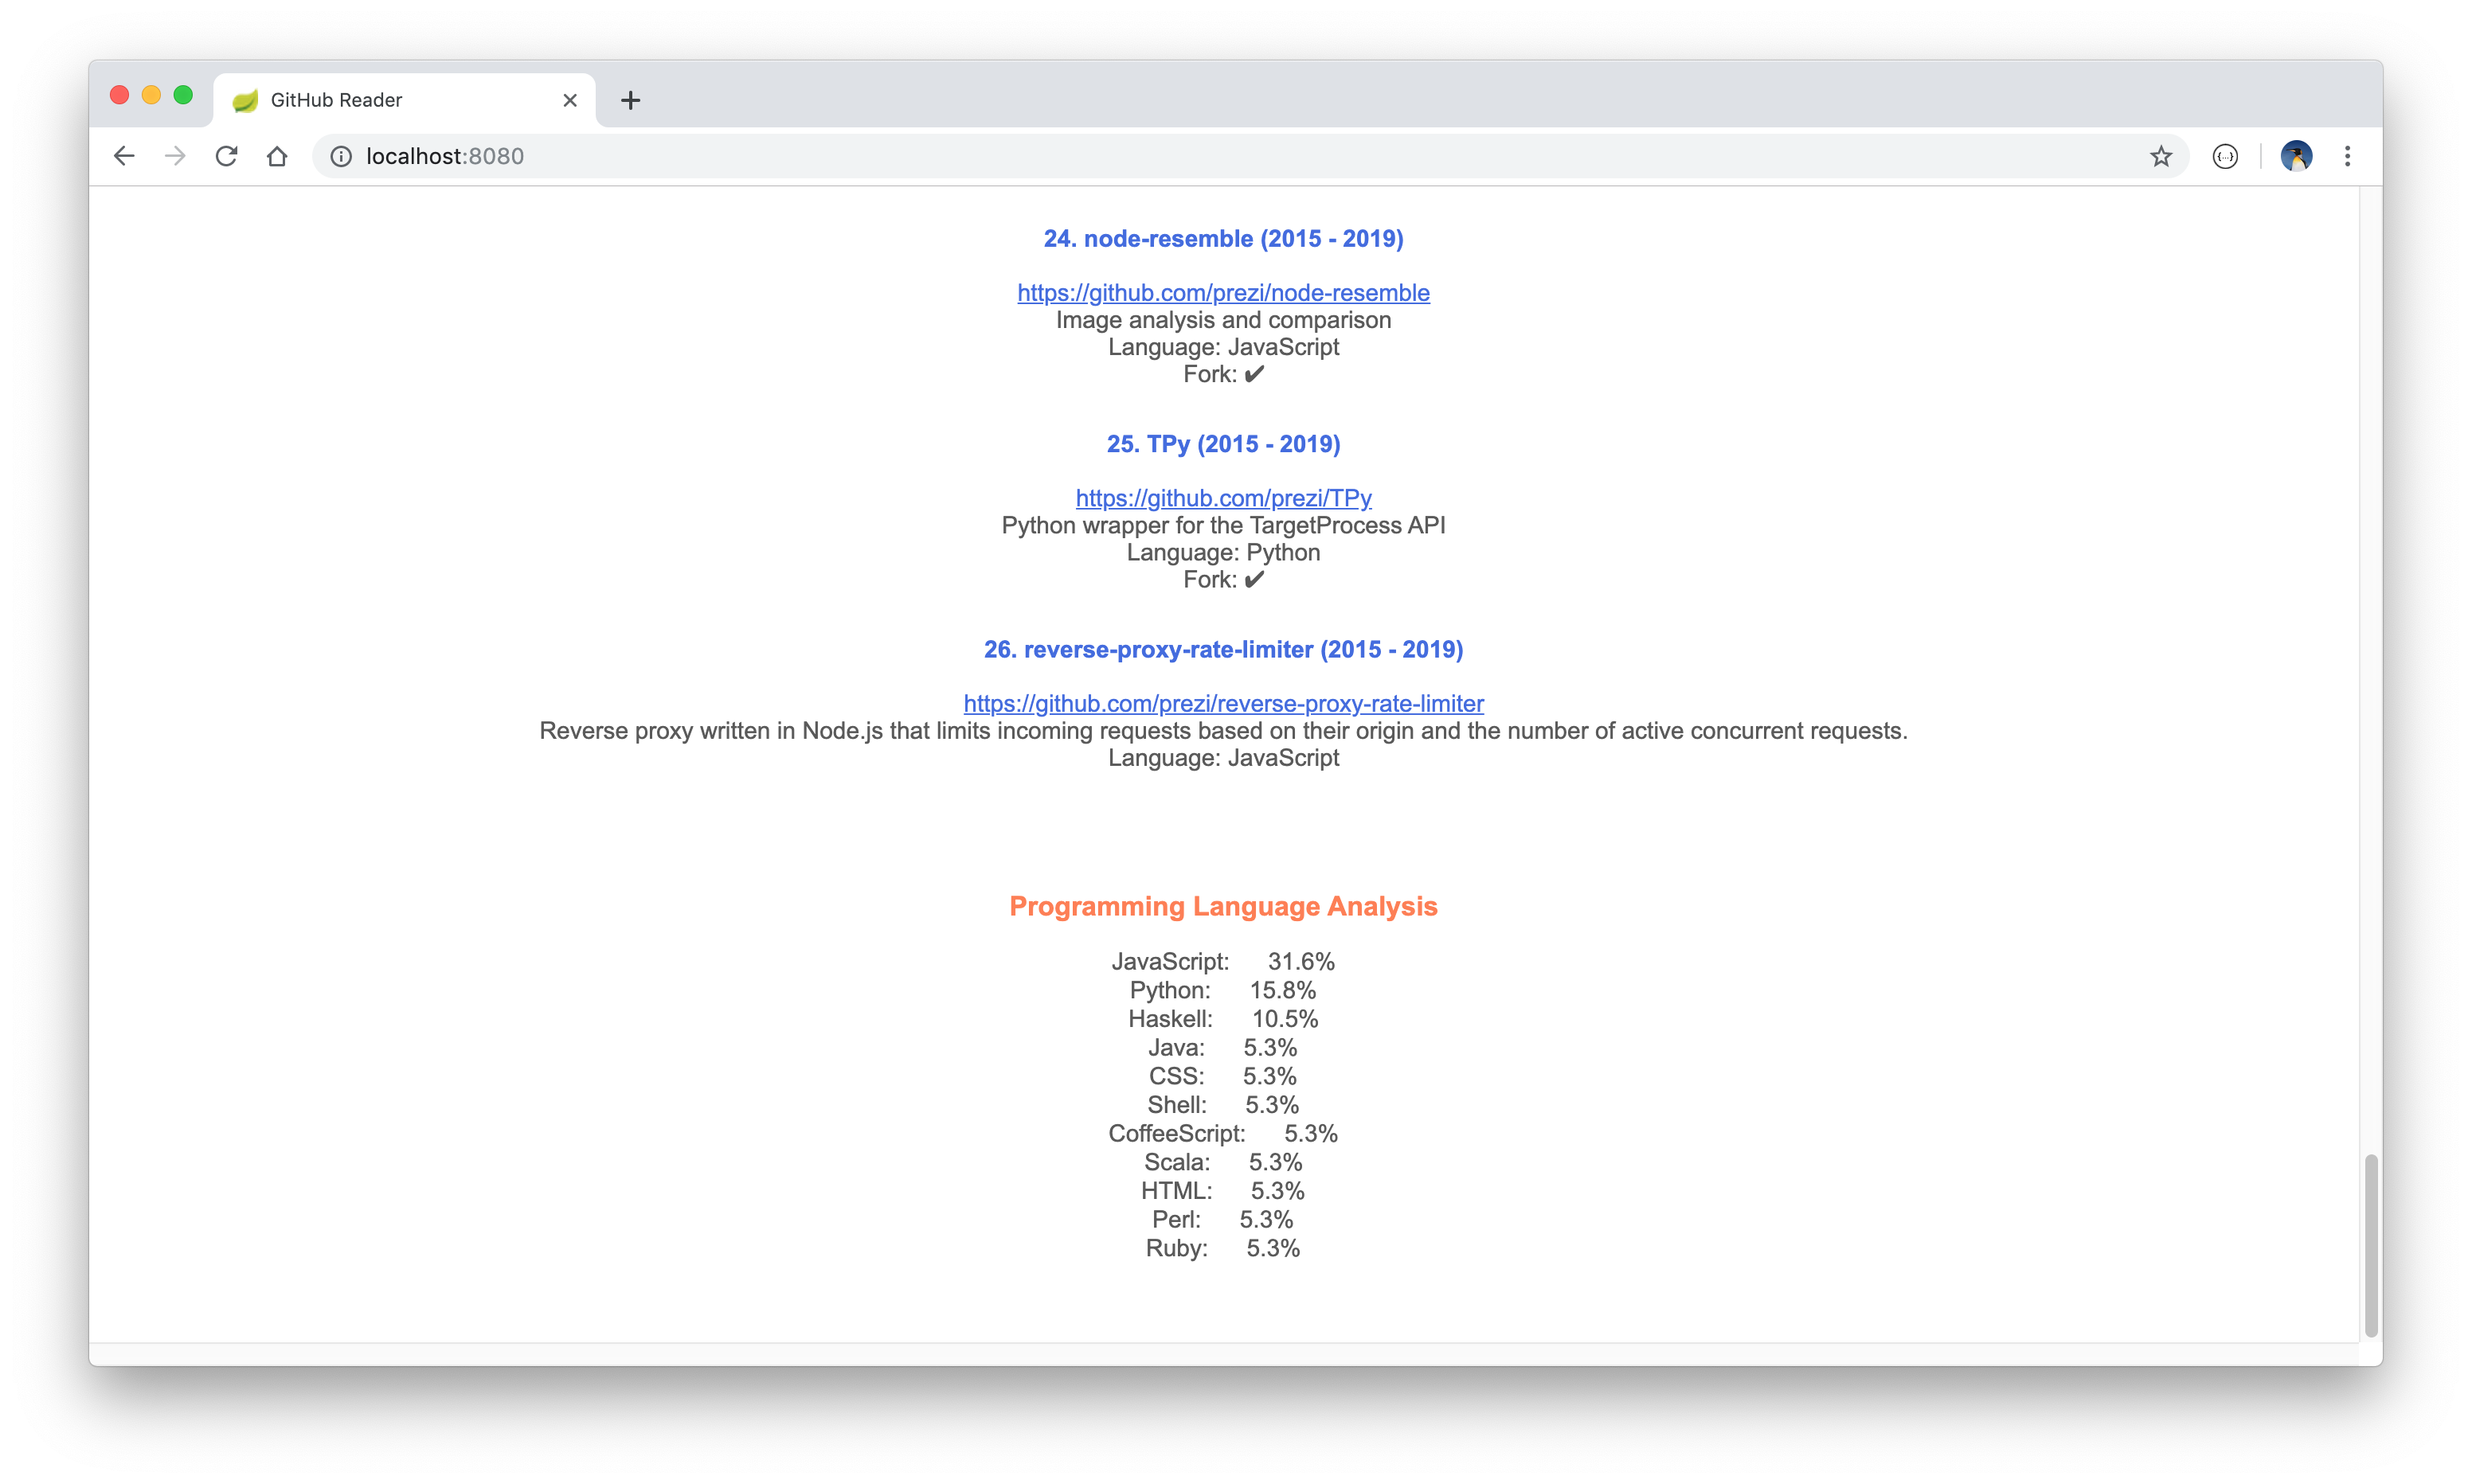 GitHub Reader
localhost:8080
24. node-resemble (2015 - 2019)
https://github.com/prezi/node-resemble
Image analysis and comparison
Language: JavaScript
Fork: ✔
25. TPy (2015 - 2019)
https://github.com/prezi/TPy
Python wrapper for the TargetProcess API
Language: Python
Fork: ✔
26. reverse-proxy-rate-limiter (2015 - 2019)
https://github.com/prezi/reverse-proxy-rate-limiter
Reverse proxy written in Node.js that limits incoming requests based on their origin and the number of active concurrent requests.
Language: JavaScript
Programming Language Analysis
JavaScript: 31.6%
Python: 15.8%
Haskell: 10.5%
Java: 5.3%
CSS: 5.3%
Shell: 5.3%
CoffeeScript: 5.3%
Scala: 5.3%
HTML: 5.3%
Perl: 5.3%
Ruby: 5.3%